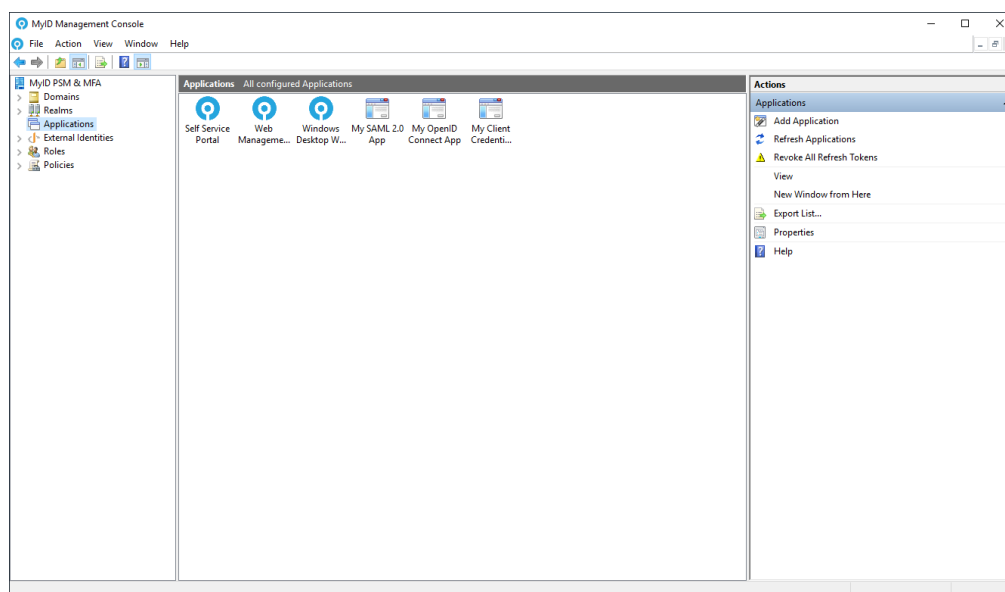 MyID Management Console
File Action View Window Help
MyID PSM & MFA
Domains
Realms
Applications
External Identities
Roles
Policies
Applications All configured Applications
Self Service Portal
Web Manageme...
Windows Desktop W...
My SAML 2.0 App
My OpenID Connect App
My Client Credenti...
Actions
Applications
Add Application
Refresh Applications
Revoke All Refresh Tokens
View
New Window from Here
Export List...
Properties
Help